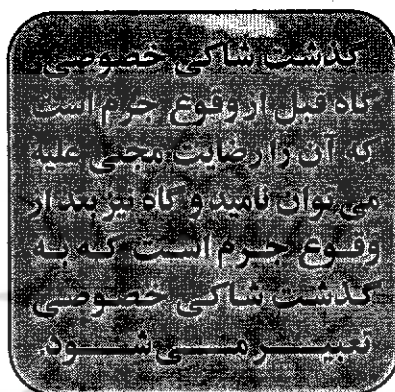 گذشت شاکی خصوصی
گاه قبل از وقوع جرم است
که آن را رضایت مجنی علیه
می‌توان نامید و گاه نیز بعد از
وقوع جرم است که به
گذشت شاکی خصوصی
تعبیر می‌شود.